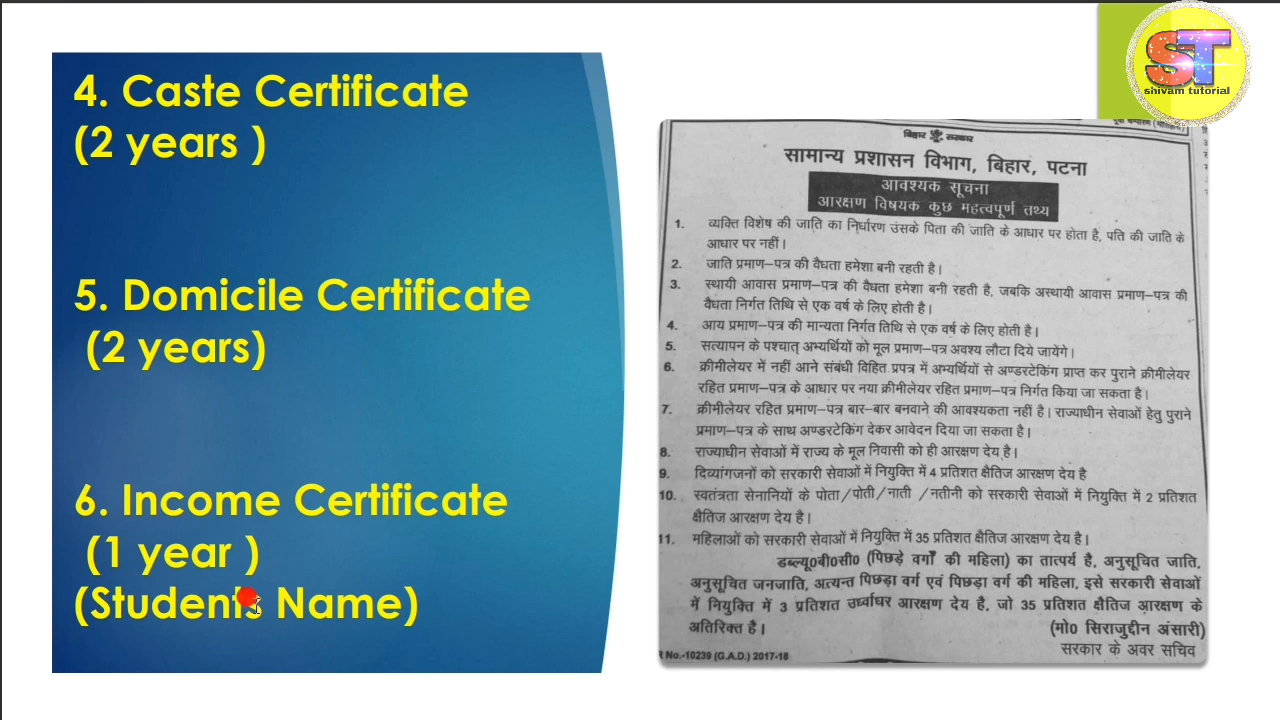 4. Caste Certificate
(2 years )
5. Domicile Certificate
(2 years)
6. Income Certificate
(1 year )
(Students Name)
ST
shivam tutorial
बिहार सरकार
सामान्य प्रशासन विभाग, बिहार, पटना
आवश्यक सूचना
आरक्षण विषयक कुछ महत्वपूर्ण तथ्य
1. व्यक्ति विशेष की जाति का निर्धारण उसके पिता की जाति के आधार पर होता है, पति की जाति के
आधार पर नहीं।
2. जाति प्रमाण–पत्र की वैधता हमेशा बनी रहती है।
3. स्थायी आवास प्रमाण–पत्र की वैधता हमेशा बनी रहती है, जबकि अस्थायी आवास प्रमाण–पत्र की
वैधता निर्गत तिथि से एक वर्ष के लिए होती है।
4. आय प्रमाण–पत्र की मान्यता निर्गत तिथि से एक वर्ष के लिए होती है।
5. सत्यापन के पश्चात् अभ्यर्थियों को मूल प्रमाण–पत्र अवश्य लौटा दिये जायेंगे।
6. क्रीमीलेयर में नहीं आने संबंधी विहित प्रपत्र में अभ्यर्थियों से अण्डरटेकिंग प्राप्त कर पुराने क्रीमीलेयर
रहित प्रमाण–पत्र के आधार पर नया क्रीमीलेयर रहित प्रमाण–पत्र निर्गत किया जा सकता है।
7. क्रीमीलेयर रहित प्रमाण–पत्र बार–बार बनवाने की आवश्यकता नहीं है। राज्याधीन सेवाओं हेतु पुराने
प्रमाण–पत्र के साथ अण्डरटेकिंग देकर आवेदन दिया जा सकता है।
8. राज्याधीन सेवाओं में राज्य के मूल निवासी को ही आरक्षण देय है।
9. दिव्यांगजनों को सरकारी सेवाओं में नियुक्ति में 4 प्रतिशत क्षैतिज आरक्षण देय है
10. स्वतंत्रता सेनानियों के पोता/पोती/नाती /नतीनी को सरकारी सेवाओं में नियुक्ति में 2 प्रतिशत
क्षैतिज आरक्षण देय है।
11. महिलाओं को सरकारी सेवाओं में नियुक्ति में 35 प्रतिशत क्षैतिज आरक्षण देय है।
डब्ल्यू0बी0सी0 (पिछड़े वर्गों की महिला) का तात्पर्य है, अनुसूचित जाति,
अनुसूचित जनजाति, अत्यन्त पिछड़ा वर्ग एवं पिछड़ा वर्ग की महिला, इसे सरकारी सेवाओं
में नियुक्ति में 3 प्रतिशत उर्ध्वाधर आरक्षण देय है, जो 35 प्रतिशत क्षैतिज आरक्षण के
अतिरिक्त है।
(मो0 सिराजुद्दीन अंसारी)
सरकार के अवर सचिव
R No.-10239 (G.A.D.) 2017-18